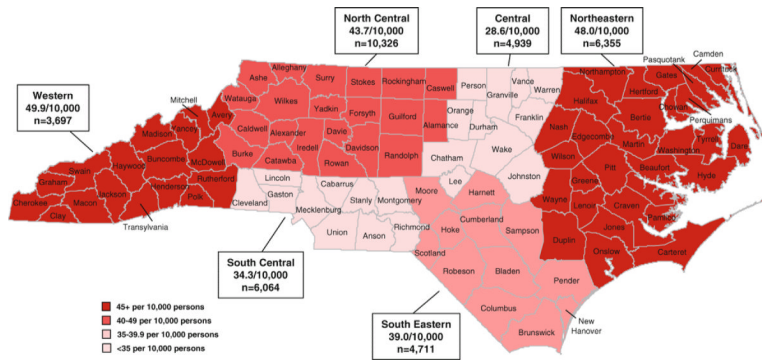 North Central
43.7/10,000
n=10,326
Central
28.6/10,000
n=4,939
Northeastern
48.0/10,000
n=6,355
Western
49.9/10,000
n=3,697
South Central
34.3/10,000
n=6,064
South Eastern
39.0/10,000
n=4,711
Mitchell
Avery
Yancey
Madison
Buncombe
McDowell
Haywood
Swain
Graham
Rutherford
Henderson
Jackson
Macon
Polk
Cherokee
Clay
Transylvania
Alleghany
Ashe
Surry
Stokes
Rockingham
Caswell
Watauga
Wilkes
Yadkin
Forsyth
Guilford
Alamance
Caldwell
Alexander
Davie
Iredell
Davidson
Randolph
Burke
Catawba
Rowan
Person
Vance
Granville
Warren
Orange
Durham
Franklin
Wake
Chatham
Johnston
Lee
Lincoln
Cleveland
Gaston
Cabarrus
Mecklenburg
Stanly
Montgomery
Union
Anson
Richmond
Moore
Harnett
Cumberland
Sampson
Hoke
Scotland
Robeson
Bladen
Pender
Columbus
Brunswick
New
Hanover
Northampton
Pasquotank
Camden
Gates
Currituck
Hertford
Halifax
Chowan
Perquimans
Bertie
Nash
Edgecombe
Martin
Washington
Tyrrell
Dare
Wilson
Pitt
Beaufort
Hyde
Greene
Wayne
Lenoir
Craven
Pamlico
Jones
Duplin
Onslow
Carteret
45+ per 10,000 persons
40-49 per 10,000 persons
35-39.9 per 10,000 persons
<35 per 10,000 persons